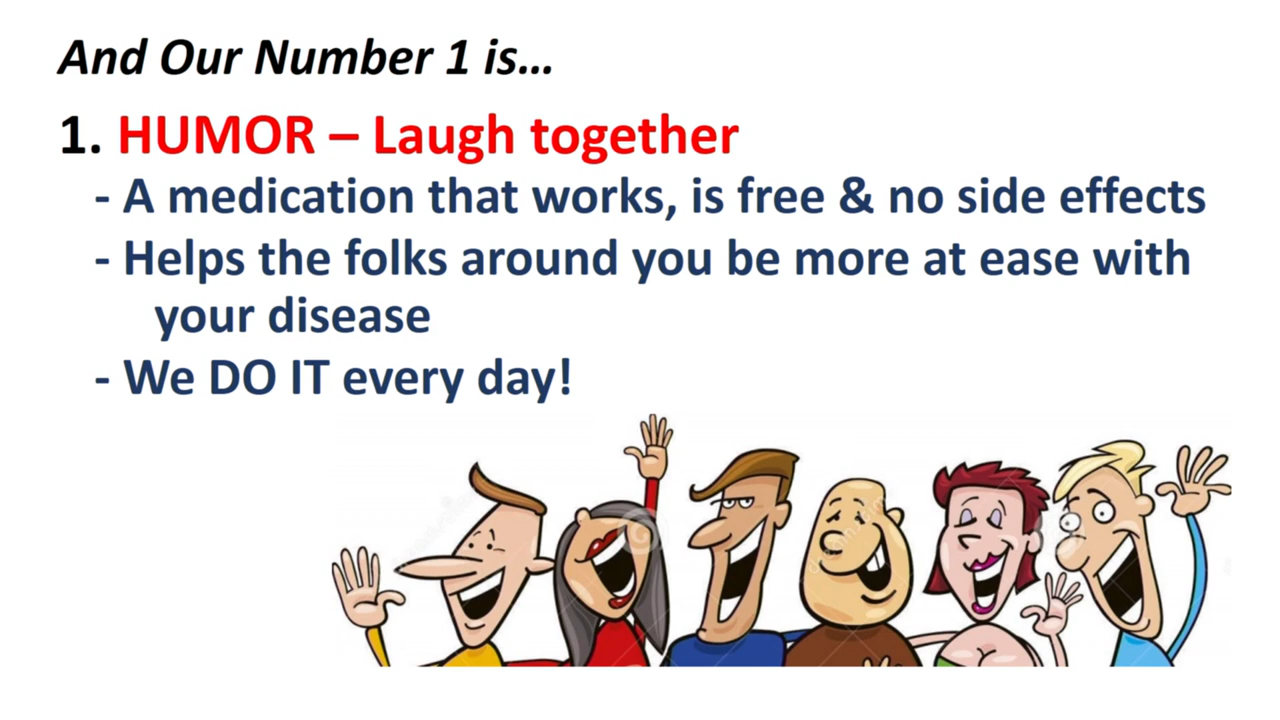 And Our Number 1 is...
1. HUMOR – Laugh together
- A medication that works, is free & no side effects
- Helps the folks around you be more at ease with
your disease
- We DO IT every day!